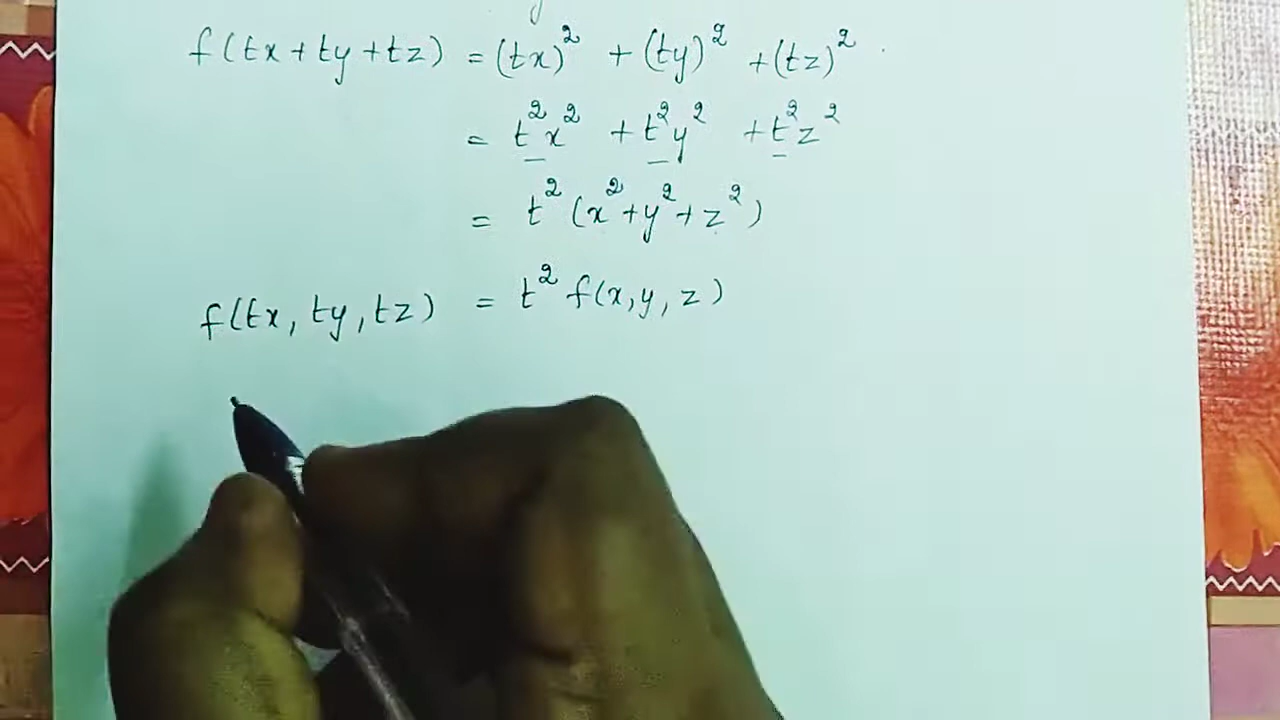 f(tx+ty+tz) = (tx)² + (ty)² + (tz)²
= t²x² + t²y² + t²z²
= t²(x²+y²+z²)
f(tx, ty, tz) = t² f(x, y, z)